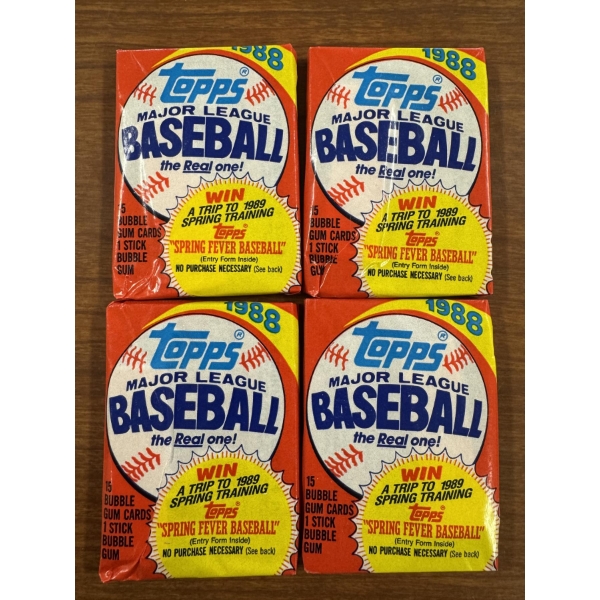 1988
Topps®
MAJOR LEAGUE
BASEBALL
the Real one!
WIN
A TRIP TO 1989
SPRING TRAINING
Topps
"SPRING FEVER BASEBALL"
(Entry Form Inside)
NO PURCHASE NECESSARY (See back)
15
BUBBLE
GUM CARDS
1 STICK
BUBBLE
GUM
1988
Topps®
MAJOR LEAGUE
BASEBALL
the Real one!
WIN
A TRIP TO 1989
SPRING TRAINING
Topps
"SPRING FEVER BASEBALL"
(Entry Form Inside)
NO PURCHASE NECESSARY (See back)
15
BUBBLE
GUM CARDS
1 STICK
BUBBLE
GUM
1988
Topps®
MAJOR LEAGUE
BASEBALL
the Real one!
WIN
A TRIP TO 1989
SPRING TRAINING
Topps
"SPRING FEVER BASEBALL"
(Entry Form Inside)
NO PURCHASE NECESSARY (See back)
15
BUBBLE
GUM CARDS
1 STICK
BUBBLE
GUM
1988
Topps®
MAJOR LEAGUE
BASEBALL
the Real one!
WIN
A TRIP TO 1989
SPRING TRAINING
Topps
"SPRING FEVER BASEBALL"
(Entry Form Inside)
NO PURCHASE NECESSARY (See back)
15
BUBBLE
GUM CARDS
1 STICK
BUBBLE
GUM